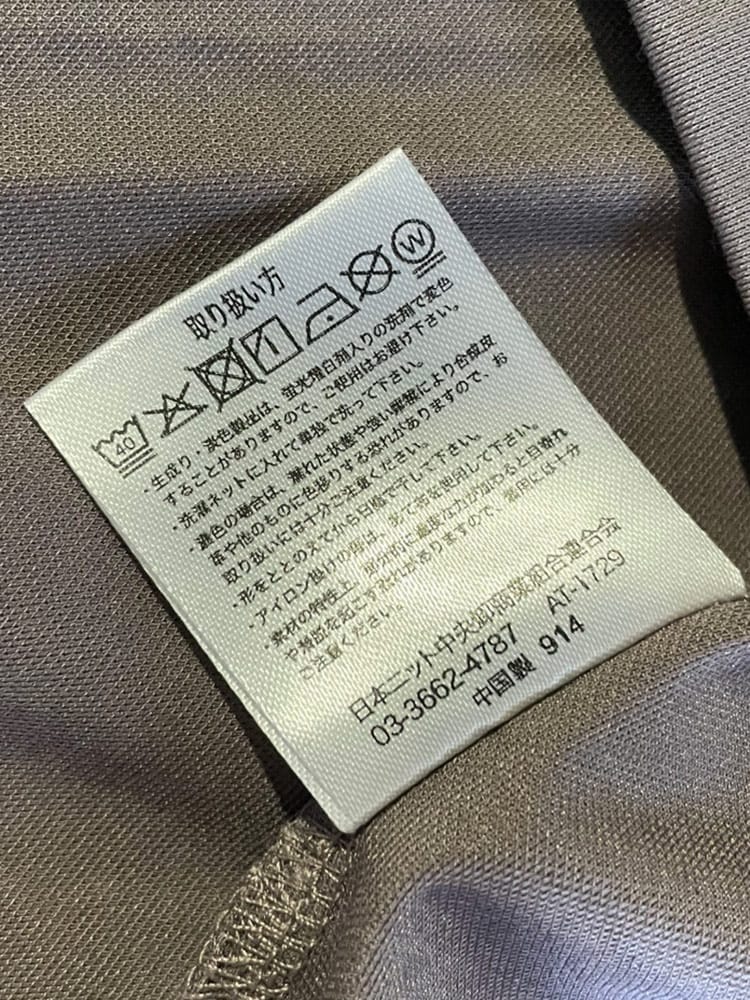 取り扱い方
40 W
・生成り・淡色製品は、蛍光増白剤入りの洗剤で変色
することがありますので、ご使用はお避け下さい。
・洗濯ネットに入れて単独で洗って下さい。
・濃色の場合は、濡れた状態や強い摩擦により合成皮
革や他のものに色移りする恐れがありますので、お
取り扱いには十分ご注意ください。
・形をととのえてから日陰で干して下さい。
・アイロン掛けの際は、あて布を使用して下さい。
・素材の特性上、部分的に過度な力が加わると目寄れ
や滑脱を起こす恐れがありますので、着用には十分
ご注意ください。
日本ニット中央卸商業組合連合会
03-3662-4787 AT-1729
中国製 914